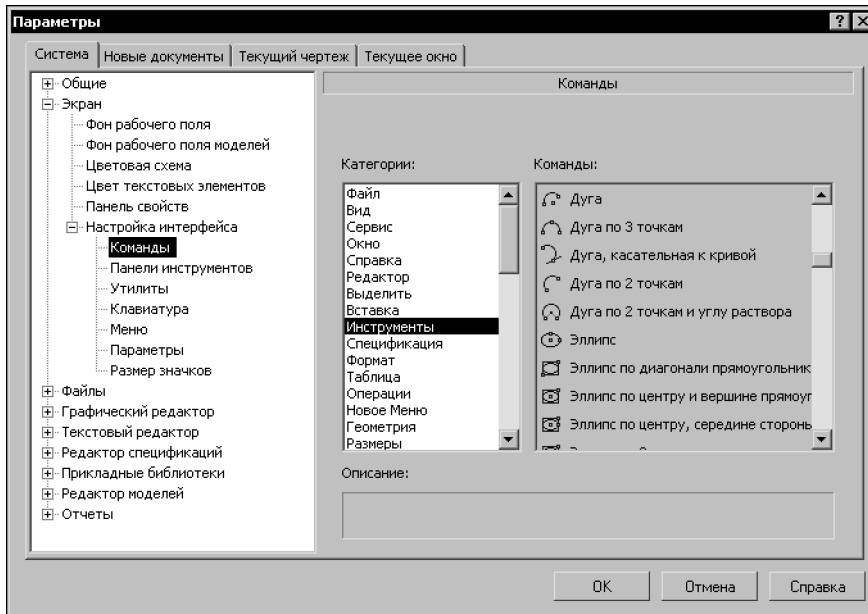 Параметры
Система
Новые документы
Текущий чертеж
Текущее окно
Общие
Экран
Фон рабочего поля
Фон рабочего поля моделей
Цветовая схема
Цвет текстовых элементов
Панель свойств
Настройка интерфейса
Команды
Панели инструментов
Утилиты
Клавиатура
Меню
Параметры
Размер значков
Файлы
Графический редактор
Текстовый редактор
Редактор спецификаций
Прикладные библиотеки
Редактор моделей
Отчеты
Команды
Категории:
Файл
Вид
Сервис
Окно
Справка
Редактор
Выделить
Вставка
Инструменты
Спецификация
Формат
Таблица
Операции
Новое Меню
Геометрия
Размеры
Команды:
Дуга
Дуга по 3 точкам
Дуга, касательная к кривой
Дуга по 2 точкам
Дуга по 2 точкам и углу раствора
Эллипс
Эллипс по диагонали прямоугольник
Эллипс по центру и вершине прямоуг
Эллипс по центру, середине стороны
Описание:
OK
Отмена
Справка